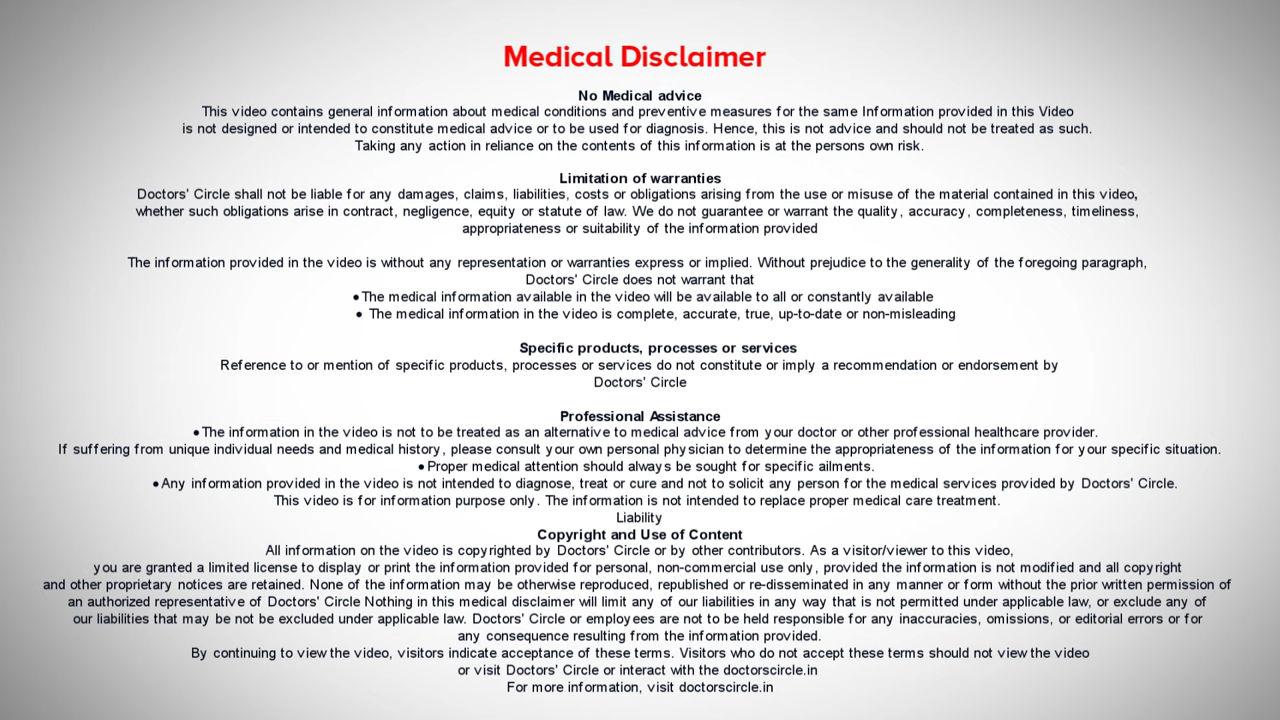 Medical Disclaimer
No Medical advice
This video contains general information about medical conditions and preventive measures for the same Information provided in this Video
is not designed or intended to constitute medical advice or to be used for diagnosis. Hence, this is not advice and should not be treated as such.
Taking any action in reliance on the contents of this information is at the persons own risk.
Limitation of warranties
Doctors' Circle shall not be liable for any damages, claims, liabilities, costs or obligations arising from the use or misuse of the material contained in this video,
whether such obligations arise in contract, negligence, equity or statute of law. We do not guarantee or warrant the quality, accuracy, completeness, timeliness,
appropriateness or suitability of the information provided
The information provided in the video is without any representation or warranties express or implied. Without prejudice to the generality of the foregoing paragraph,
Doctors' Circle does not warrant that
• The medical information available in the video will be available to all or constantly available
• The medical information in the video is complete, accurate, true, up-to-date or non-misleading
Specific products, processes or services
Reference to or mention of specific products, processes or services do not constitute or imply a recommendation or endorsement by
Doctors' Circle
Professional Assistance
• The information in the video is not to be treated as an alternative to medical advice from your doctor or other professional healthcare provider.
If suffering from unique individual needs and medical history, please consult your own personal physician to determine the appropriateness of the information for your specific situation.
• Proper medical attention should always be sought for specific ailments.
• Any information provided in the video is not intended to diagnose, treat or cure and not to solicit any person for the medical services provided by Doctors' Circle.
This video is for information purpose only. The information is not intended to replace proper medical care treatment.
Liability
Copyright and Use of Content
All information on the video is copyrighted by Doctors' Circle or by other contributors. As a visitor/viewer to this video,
you are granted a limited license to display or print the information provided for personal, non-commercial use only, provided the information is not modified and all copyright
and other proprietary notices are retained. None of the information may be otherwise reproduced, republished or re-disseminated in any manner or form without the prior written permission of
an authorized representative of Doctors' Circle Nothing in this medical disclaimer will limit any of our liabilities in any way that is not permitted under applicable law, or exclude any of
our liabilities that may be not be excluded under applicable law. Doctors' Circle or employees are not to be held responsible for any inaccuracies, omissions, or editorial errors or for
any consequence resulting from the information provided.
By continuing to view the video, visitors indicate acceptance of these terms. Visitors who do not accept these terms should not view the video
or visit Doctors' Circle or interact with the doctorscircle.in
For more information, visit doctorscircle.in